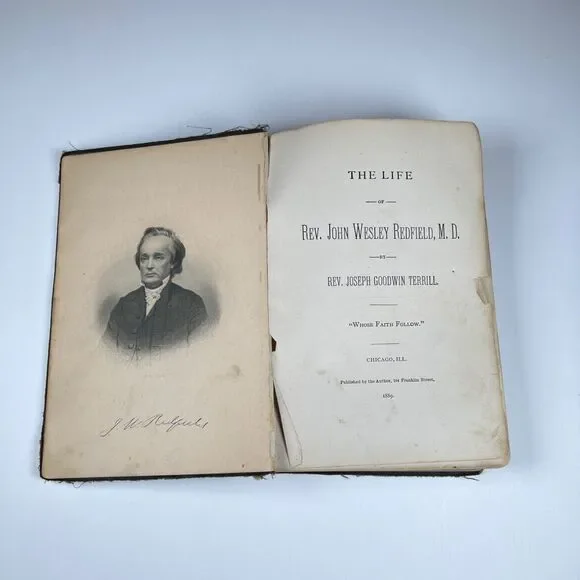 J W Redfield
THE LIFE
OF
REV. JOHN WESLEY REDFIELD, M. D.
BY
REV. JOSEPH GOODWIN TERRILL.
"WHOSE FAITH FOLLOW."
CHICAGO, ILL.
Published by the Author, Franklin Street,
1889.